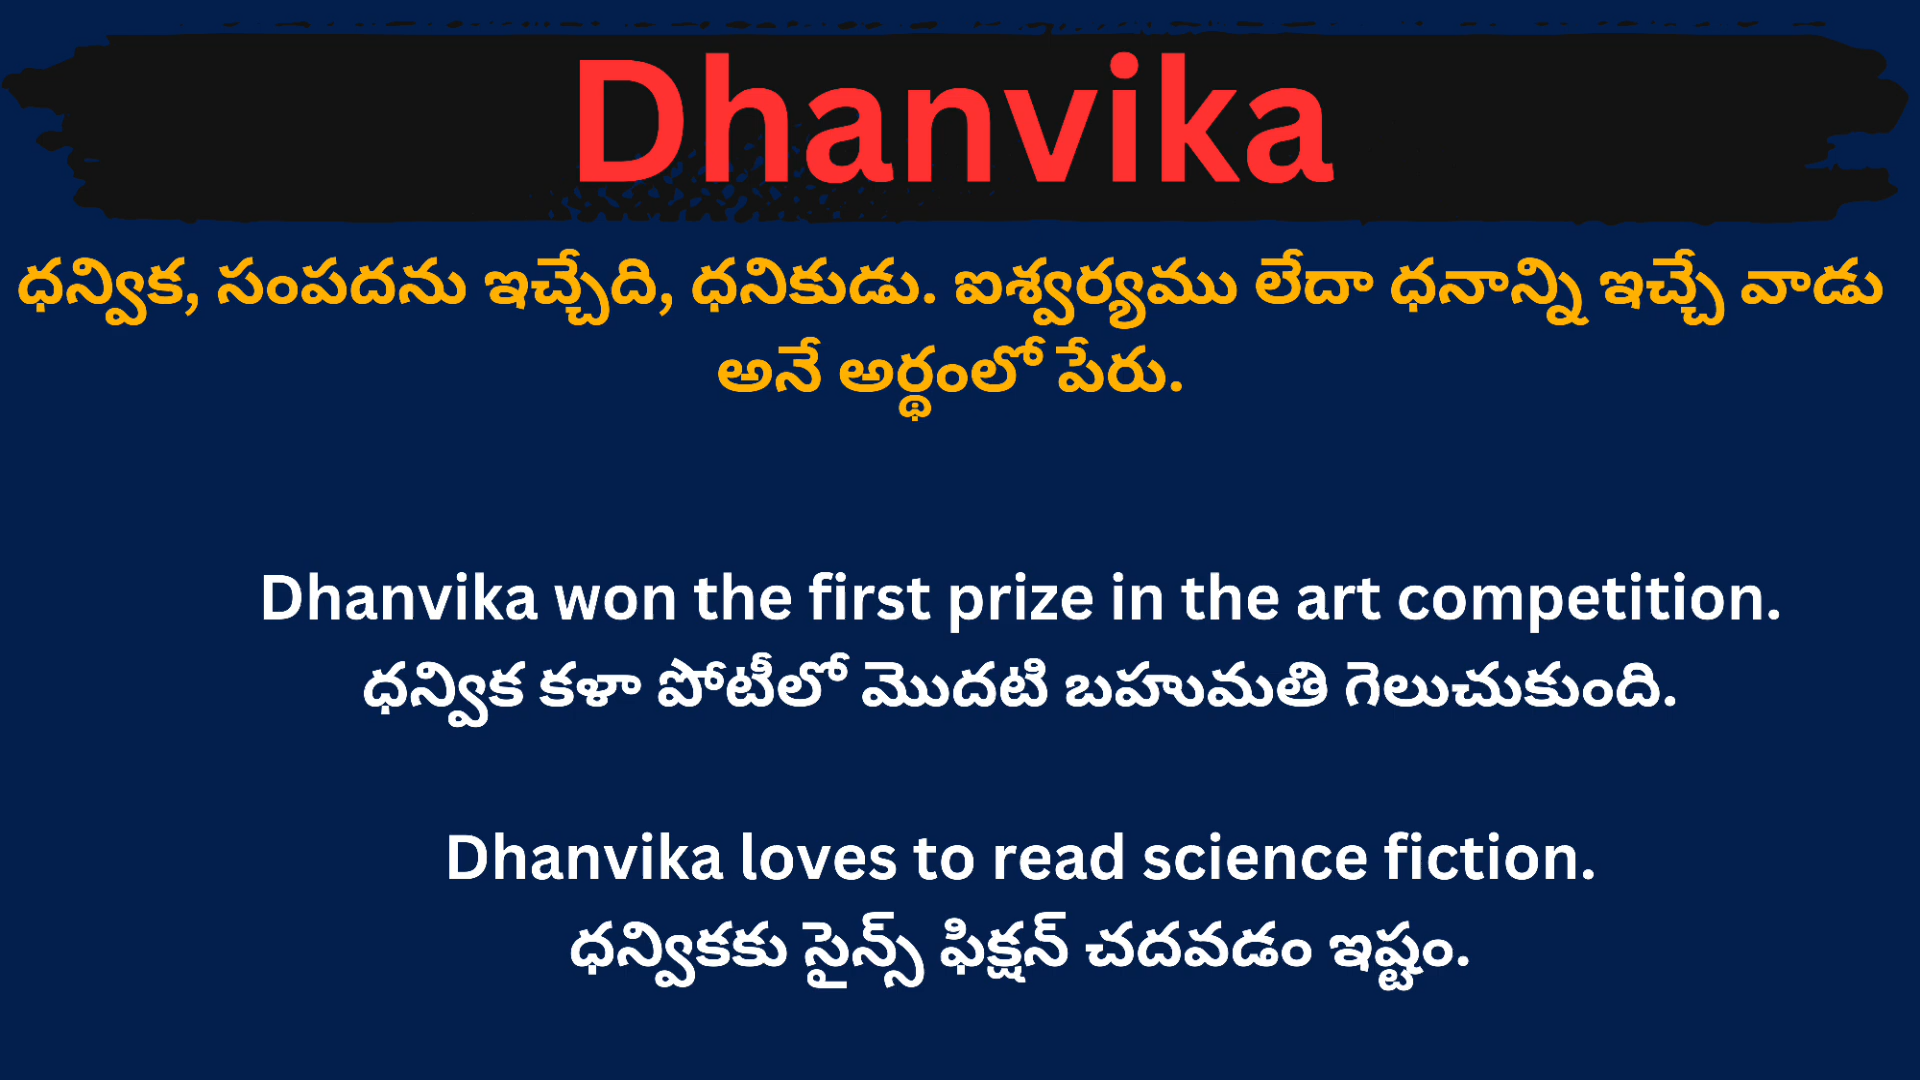 Dhanvika
ధన్విక, సంపదను ఇచ్చేది, ధనికుడు. ఐశ్వర్యము లేదా ధనాన్ని ఇచ్చే వాడు
అనే అర్థంలో పేరు.
Dhanvika won the first prize in the art competition.
ధన్విక కళా పోటీలో మొదటి బహుమతి గెలుచుకుంది.
Dhanvika loves to read science fiction.
ధన్వికకు సైన్స్ ఫిక్షన్ చదవడం ఇష్టం.